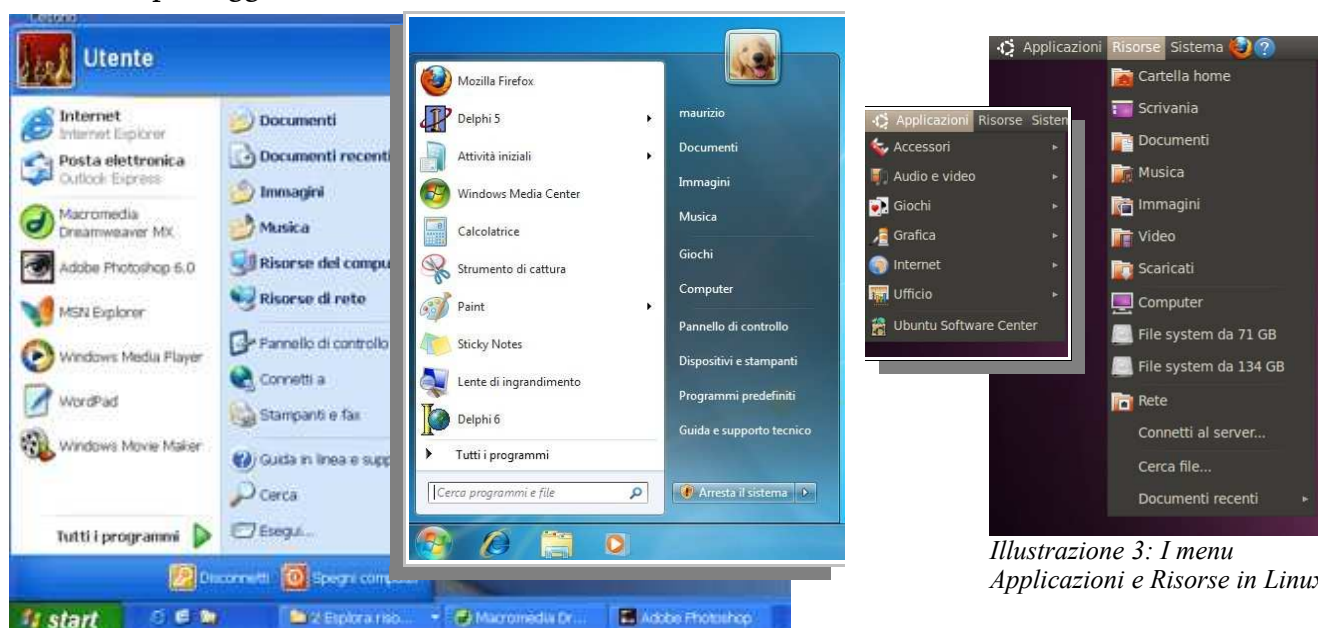 Utente
Internet
Internet Explorer
Posta elettronica
Outlook Express
Macromedia
Dreamweaver MX
Adobe Photoshop 6.0
MSN Explorer
Windows Media Player
WordPad
Windows Movie Maker
Tutti i programmi
Documenti
Documenti recenti
Immagini
Musica
Risorse del compu
Risorse di rete
Pannello di controllo
Connetti a
Stampanti e fax
Guida in linea e supp
Cerca
Esegui...
Disconnetti
Spegni comp
start
2 Esplora riso...
Macromedia Dr...
Adobe Photoshop
Mozilla Firefox
Delphi 5
Attività iniziali
Windows Media Center
Calcolatrice
Strumento di cattura
Paint
Sticky Notes
Lente di ingrandimento
Delphi 6
Tutti i programmi
Cerca programmi e file
maurizio
Documenti
Immagini
Musica
Giochi
Computer
Pannello di controllo
Dispositivi e stampanti
Programmi predefiniti
Guida e supporto tecnico
Arresta il sistema
Applicazioni Risorse Sistem
Accessori
Audio e video
Giochi
Grafica
Internet
Ufficio
Ubuntu Software Center
Applicazioni Risorse Sistema
Cartella home
Scrivania
Documenti
Musica
Immagini
Video
Scaricati
Computer
File system da 71 GB
File system da 134 GB
Rete
Connetti al server...
Cerca file...
Documenti recenti
Illustrazione 3: I menu
Applicazioni e Risorse in Linux